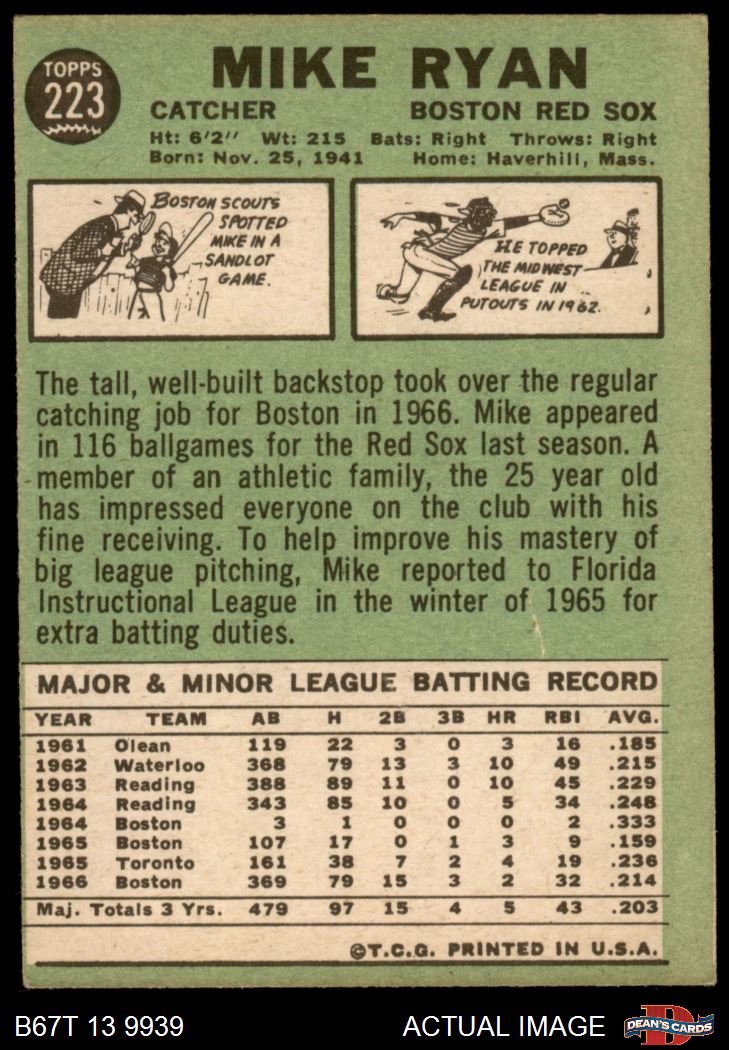 TOPPS
223
MIKE RYAN
CATCHER BOSTON RED SOX
Ht: 6'2'' Wt: 215 Bats: Right Throws: Right
Born: Nov. 25, 1941 Home: Haverhill, Mass.
BOSTON SCOUTS
SPOTTED
MIKE IN A
SANDLOT
GAME.
HE TOPPED
THE MIDWEST
LEAGUE IN
PUTOUTS IN 1962.
The tall, well-built backstop took over the regular
catching job for Boston in 1966. Mike appeared
in 116 ballgames for the Red Sox last season. A
member of an athletic family, the 25 year old
has impressed everyone on the club with his
fine receiving. To help improve his mastery of
big league pitching, Mike reported to Florida
Instructional League in the winter of 1965 for
extra batting duties.
MAJOR & MINOR LEAGUE BATTING RECORD
YEAR TEAM AB H 2B 3B HR RBI AVG.
1961 Olean 119 22 3 0 3 16 .185
1962 Waterloo 368 79 13 3 10 49 .215
1963 Reading 388 89 11 0 10 45 .229
1964 Reading 343 85 10 0 5 34 .248
1964 Boston 3 1 0 0 0 2 .333
1965 Boston 107 17 0 1 3 9 .159
1965 Toronto 161 38 7 2 4 19 .236
1966 Boston 369 79 15 3 2 32 .214
Maj. Totals 3 Yrs. 479 97 15 4 5 43 .203
©T.C.G. PRINTED IN U.S.A.
B67T 13 9939 ACTUAL IMAGE
DEAN'S CARDS